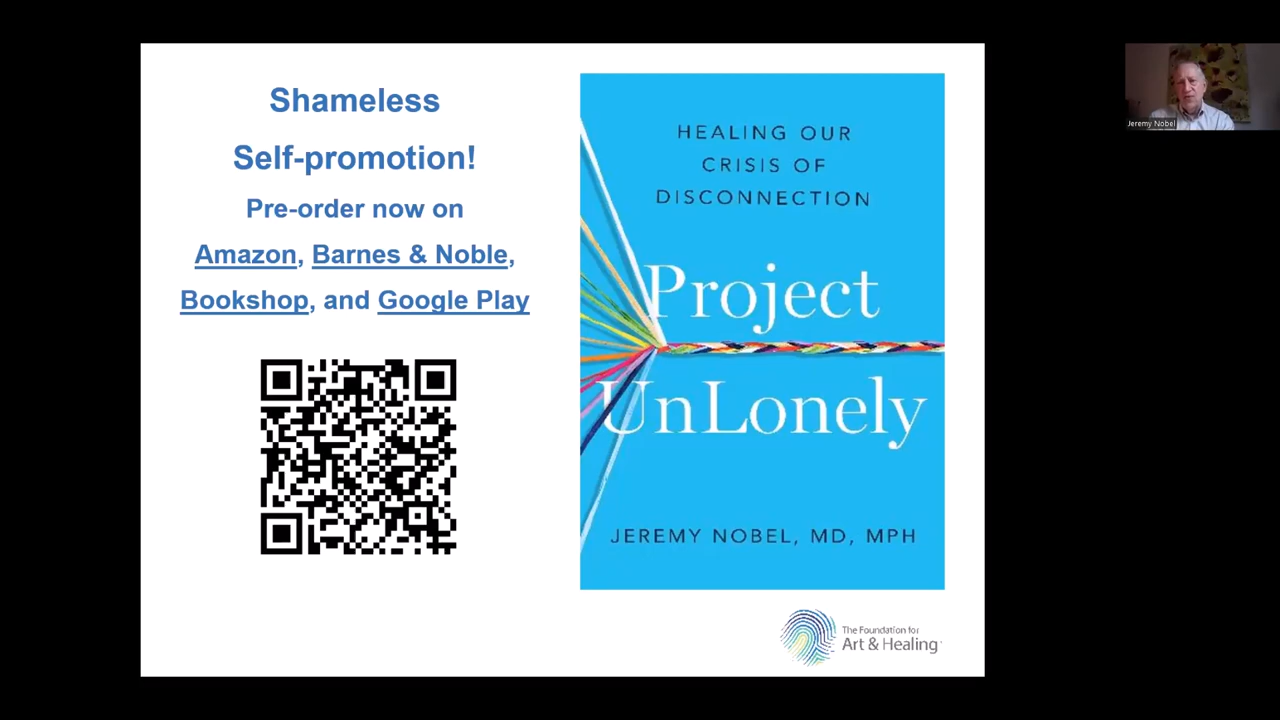 Shameless
Self-promotion!
Pre-order now on
Amazon, Barnes & Noble,
Bookshop, and Google Play
HEALING OUR
CRISIS OF
DISCONNECTION
Project
UnLonely
JEREMY NOBEL, MD, MPH
The Foundation for
Art & Healing
Jeremy Nobel